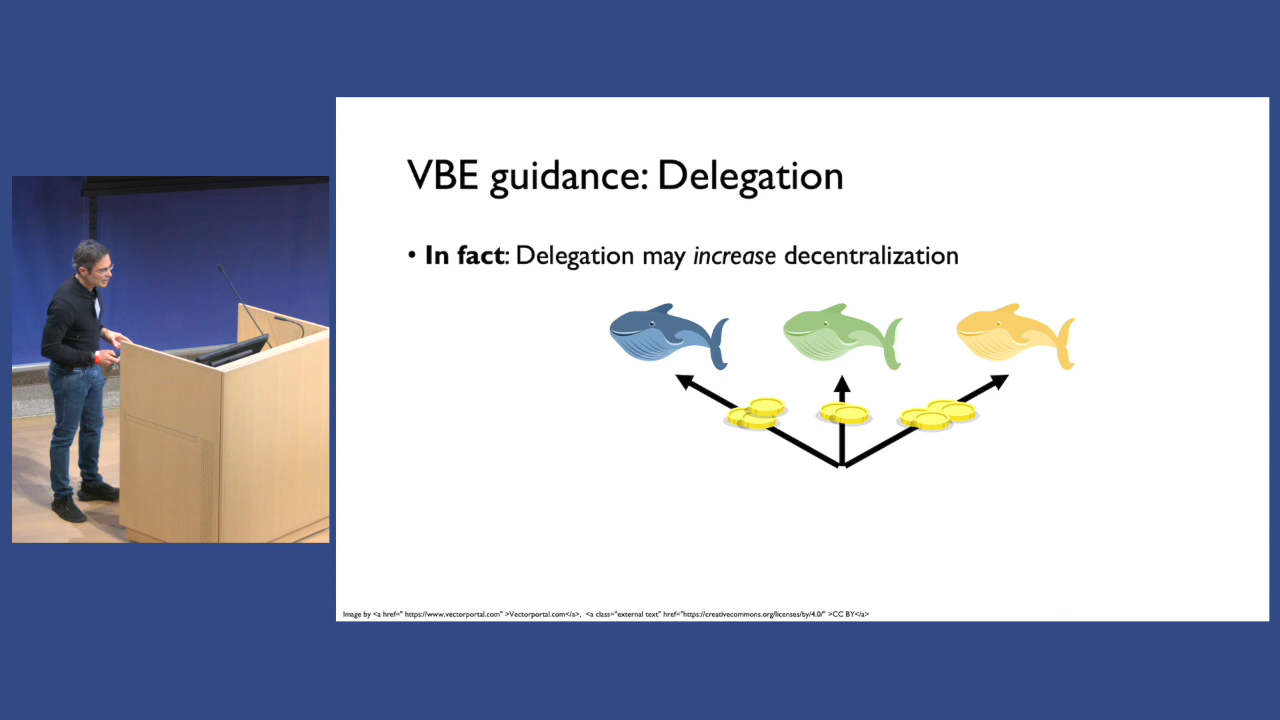 VBE guidance: Delegation
• In fact: Delegation may increase decentralization
Image by <a href=" https://www.vectorportal.com" >Vectorportal.com</a>, <a class="external text" href="https://creativecommons.org/licenses/by/4.0/" >CC BY</a>